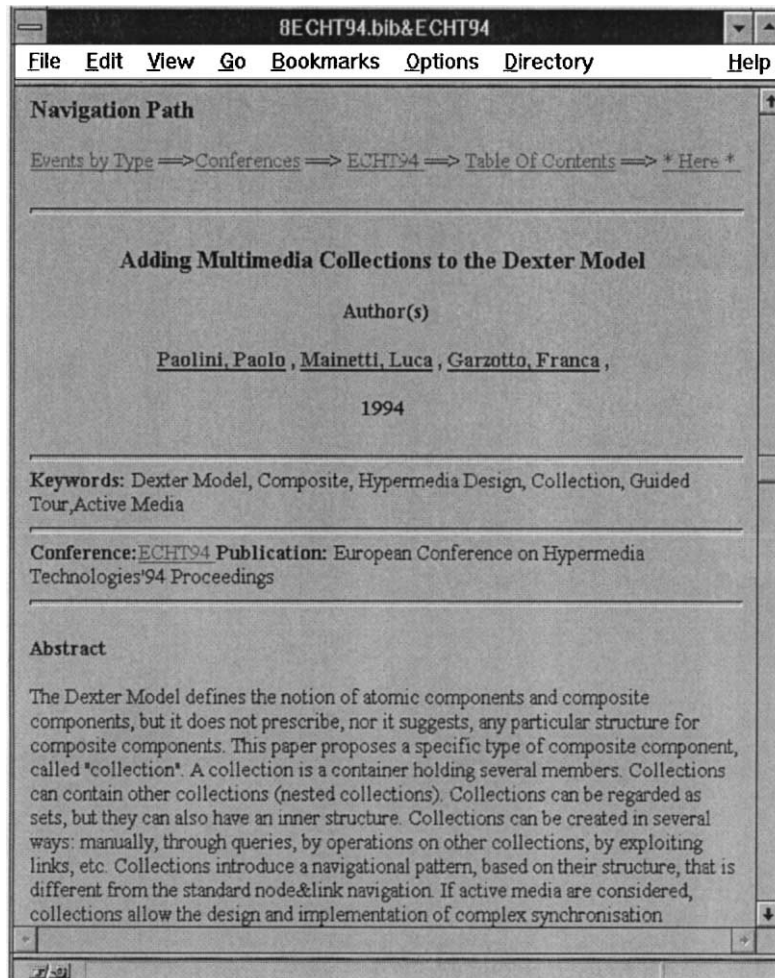 8ECHT94.bib&ECHT94
File Edit View Go Bookmarks Options Directory Help
Navigation Path
Events by Type ==>Conferences ==> ECHT94 ==> Table Of Contents ==> * Here *
Adding Multimedia Collections to the Dexter Model
Author(s)
Paolini, Paolo , Mainetti, Luca , Garzotto, Franca ,
1994
Keywords: Dexter Model, Composite, Hypermedia Design, Collection, Guided
Tour,Active Media
Conference:ECHT94 Publication: European Conference on Hypermedia
Technologies'94 Proceedings
Abstract
The Dexter Model defines the notion of atomic components and composite
components, but it does not prescribe, nor it suggests, any particular structure for
composite components. This paper proposes a specific type of composite component,
called "collection". A collection is a container holding several members. Collections
can contain other collections (nested collections). Collections can be regarded as
sets, but they can also have an inner structure. Collections can be created in several
ways: manually, through queries, by operations on other collections, by exploiting
links, etc. Collections introduce a navigational pattern, based on their structure, that is
different from the standard node&link navigation. If active media are considered,
collections allow the design and implementation of complex synchronisation